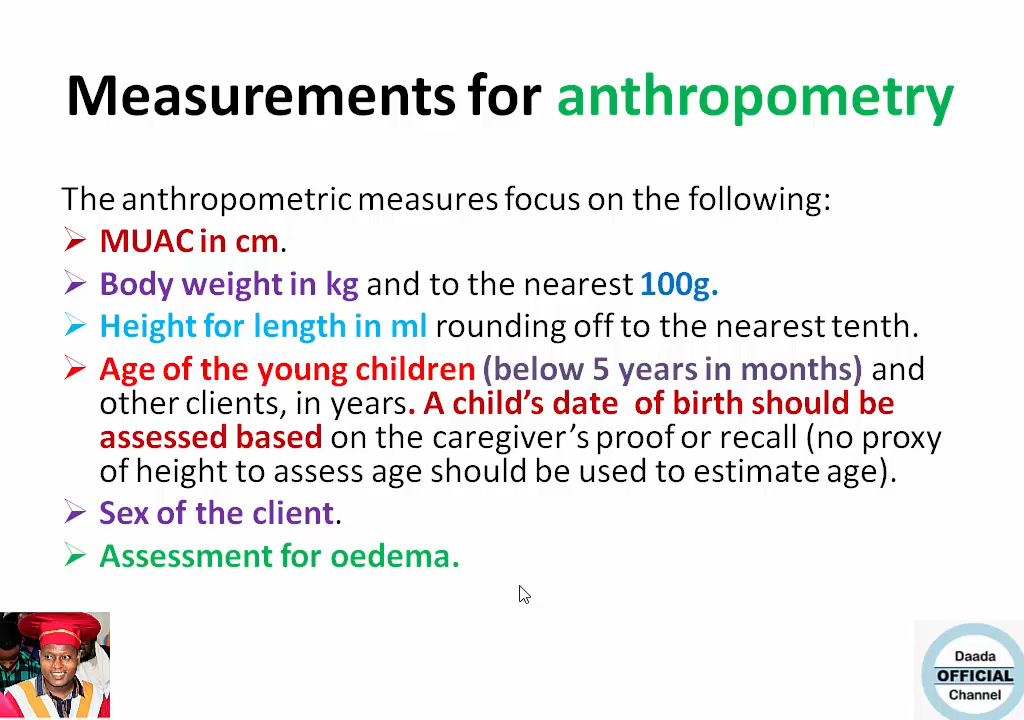 Measurements for anthropometry
The anthropometric measures focus on the following:
➢ MUAC in cm.
➢ Body weight in kg and to the nearest 100g.
➢ Height for length in ml rounding off to the nearest tenth.
➢ Age of the young children (below 5 years in months) and
other clients, in years. A child’s date of birth should be
assessed based on the caregiver’s proof or recall (no proxy
of height to assess age should be used to estimate age).
➢ Sex of the client.
➢ Assessment for oedema.
Daada
OFFICIAL
Channel